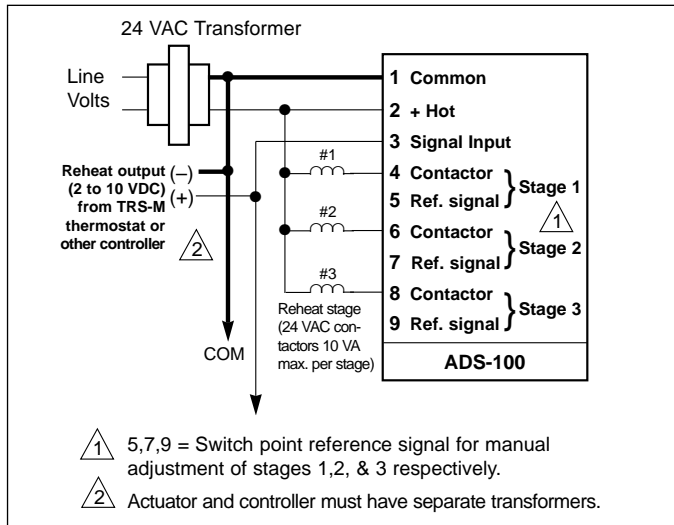 24 VAC Transformer
Line
Volts
1 Common
2 + Hot
3 Signal Input
4 Contactor
5 Ref. signal
Stage 1
1
6 Contactor
7 Ref. signal
Stage 2
8 Contactor
9 Ref. signal
Stage 3
ADS-100
#1
#2
#3
Reheat output (–)
(2 to 10 VDC) (+)
from TRS-M
thermostat or
other controller
2
COM
Reheat stage
(24 VAC con-
tactors 10 VA
max. per stage)
1 5,7,9 = Switch point reference signal for manual
adjustment of stages 1,2, & 3 respectively.
2 Actuator and controller must have separate transformers.